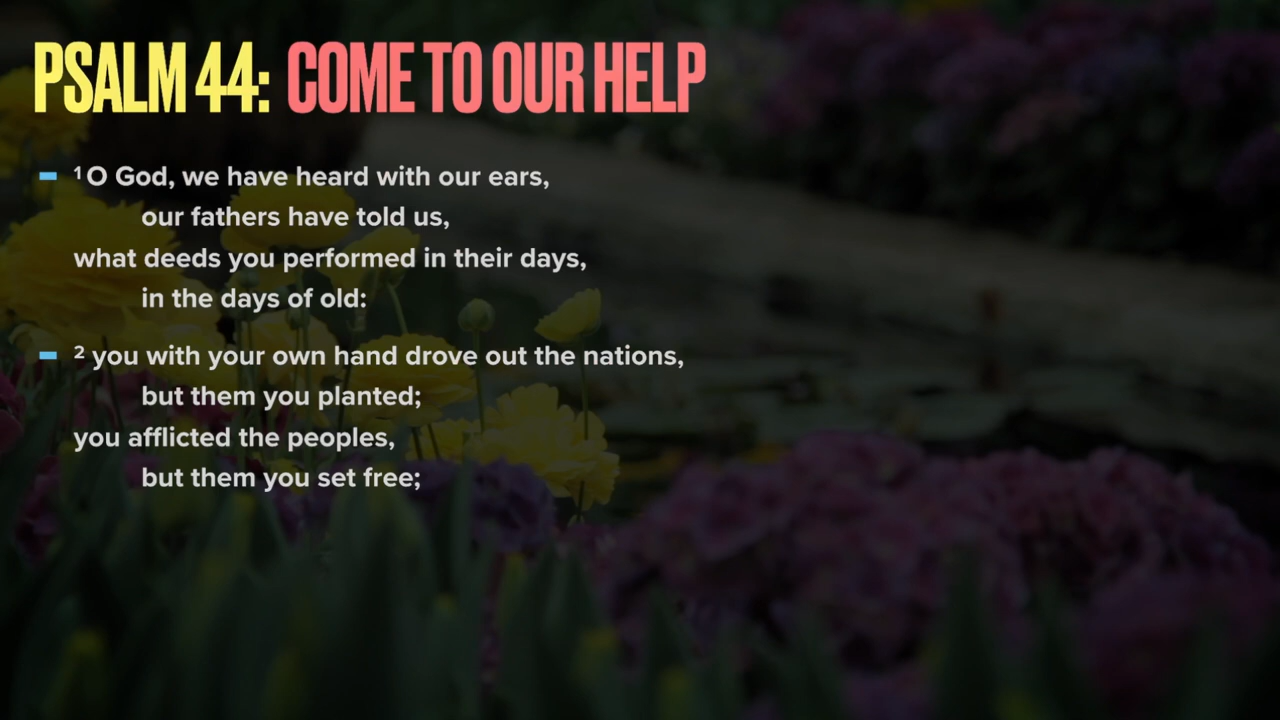 PSALM 44: COME TO OUR HELP
1 O God, we have heard with our ears,
our fathers have told us,
what deeds you performed in their days,
in the days of old:
2 you with your own hand drove out the nations,
but them you planted;
you afflicted the peoples,
but them you set free;